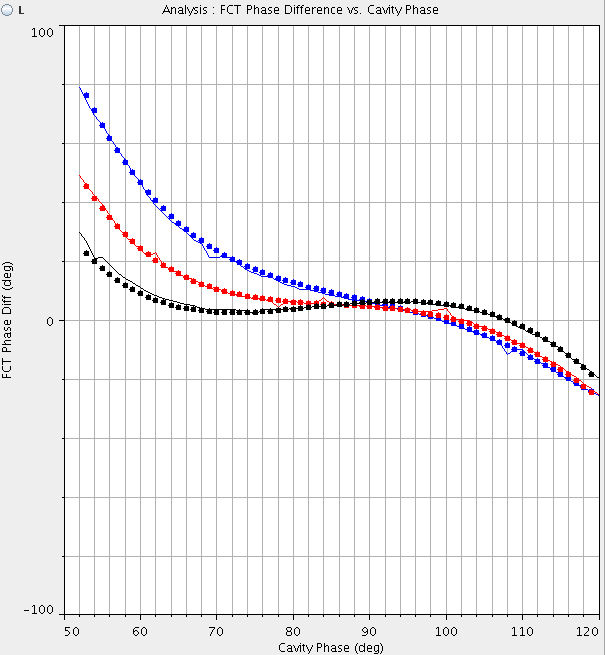 L
Analysis : FCT Phase Difference vs. Cavity Phase
100
0
-100
FCT Phase Diff (deg)
50 60 70 80 90 100 110 120
Cavity Phase (deg)